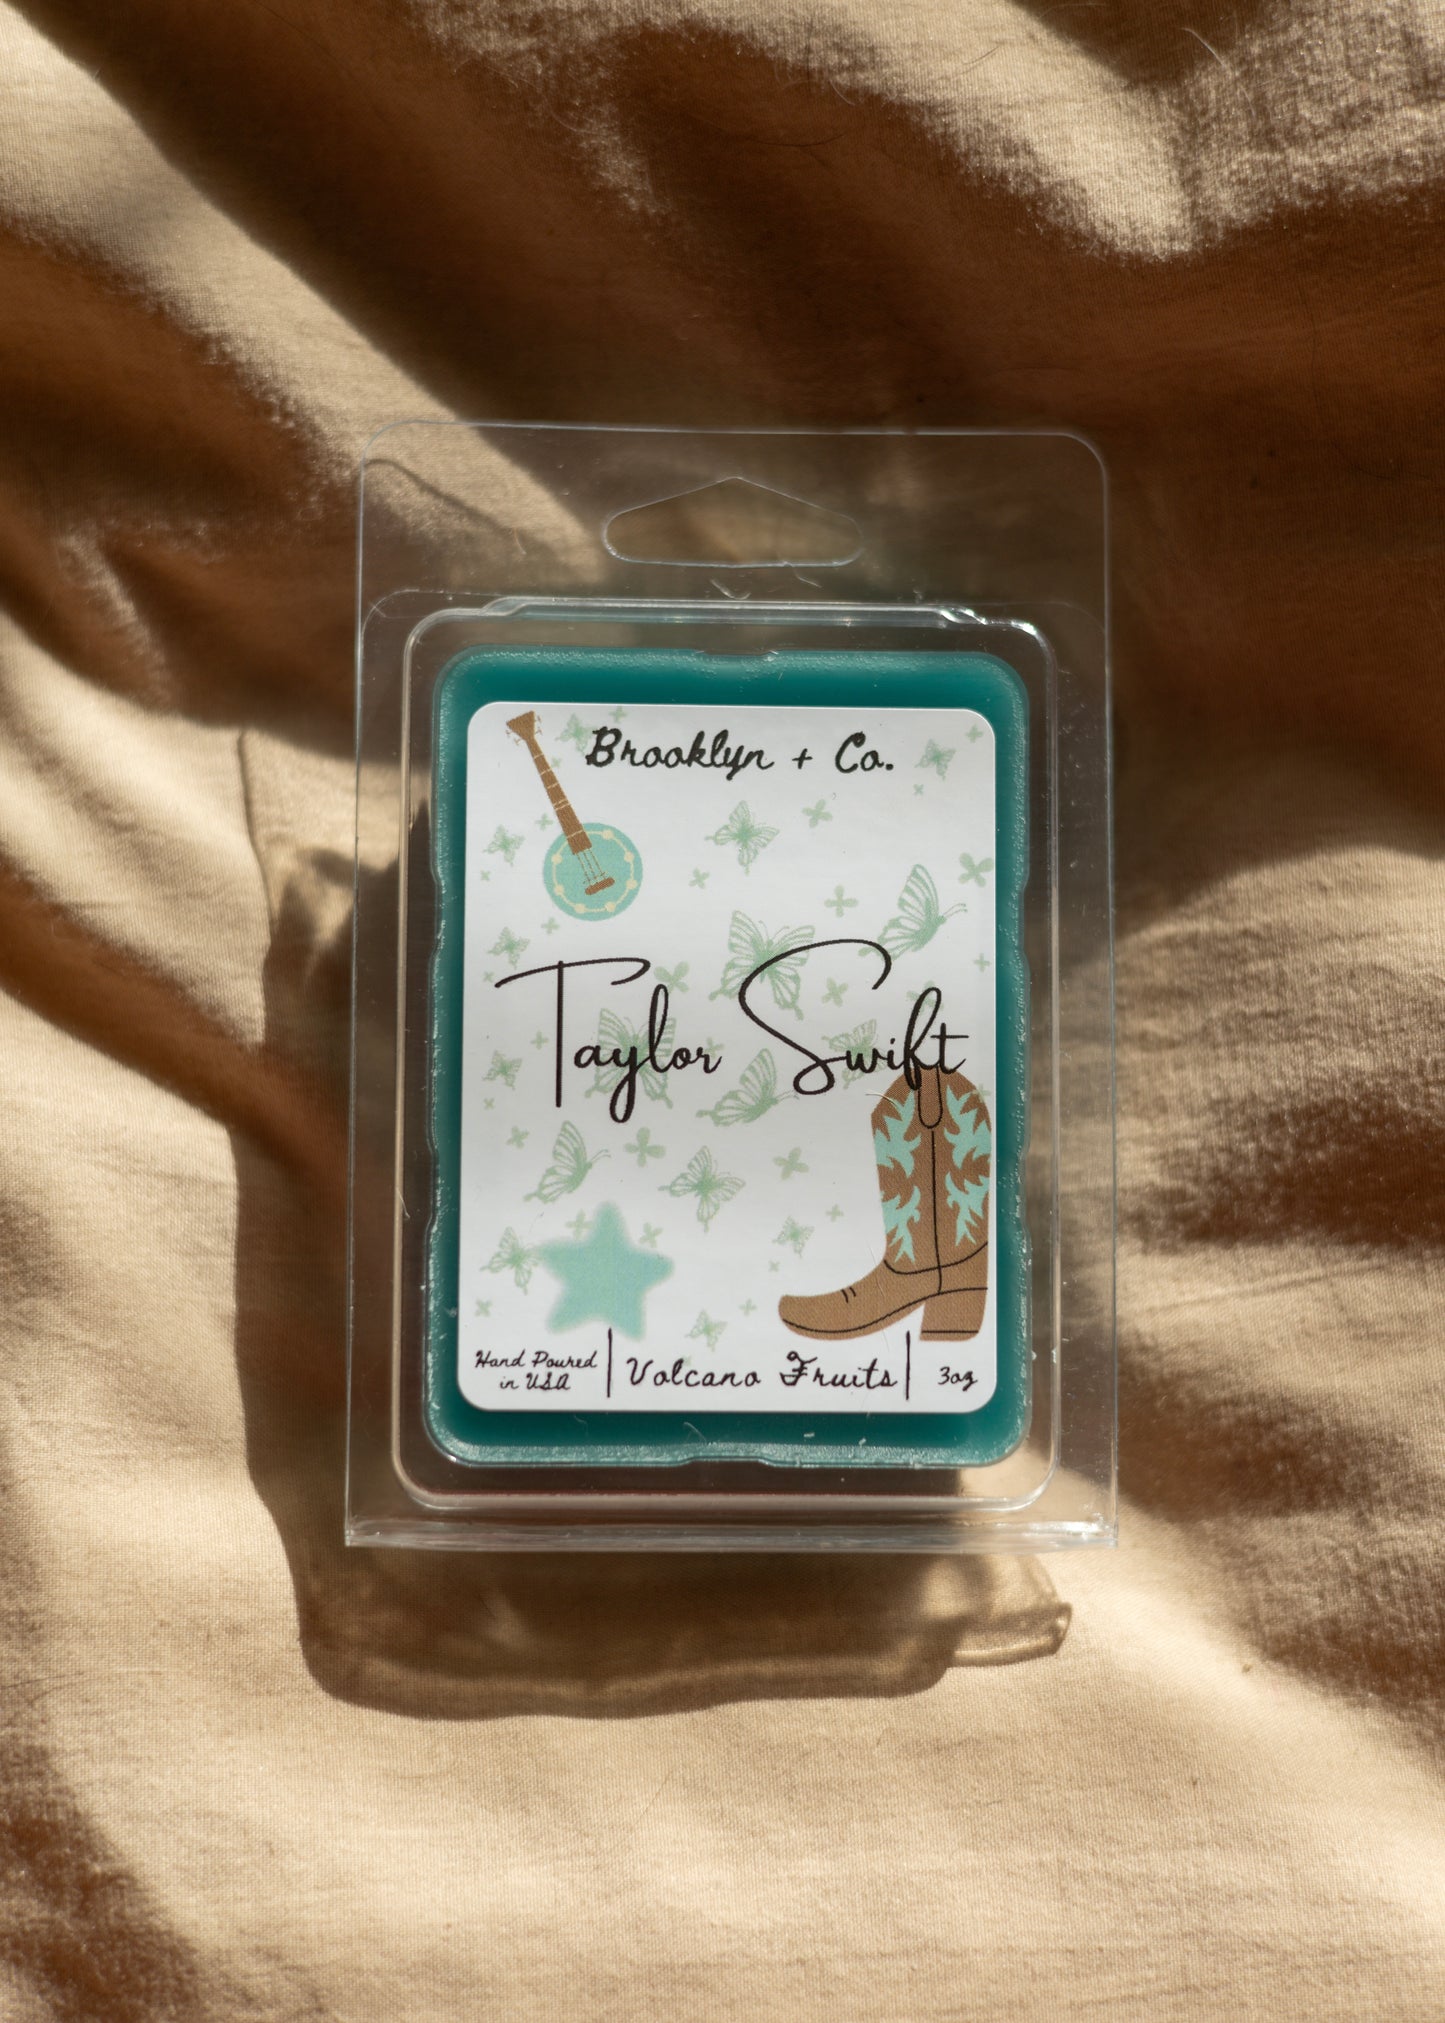 Brooklyn + Co.
Taylor Swift
Hand Poured
in USA
Volcano Fruits
3oz